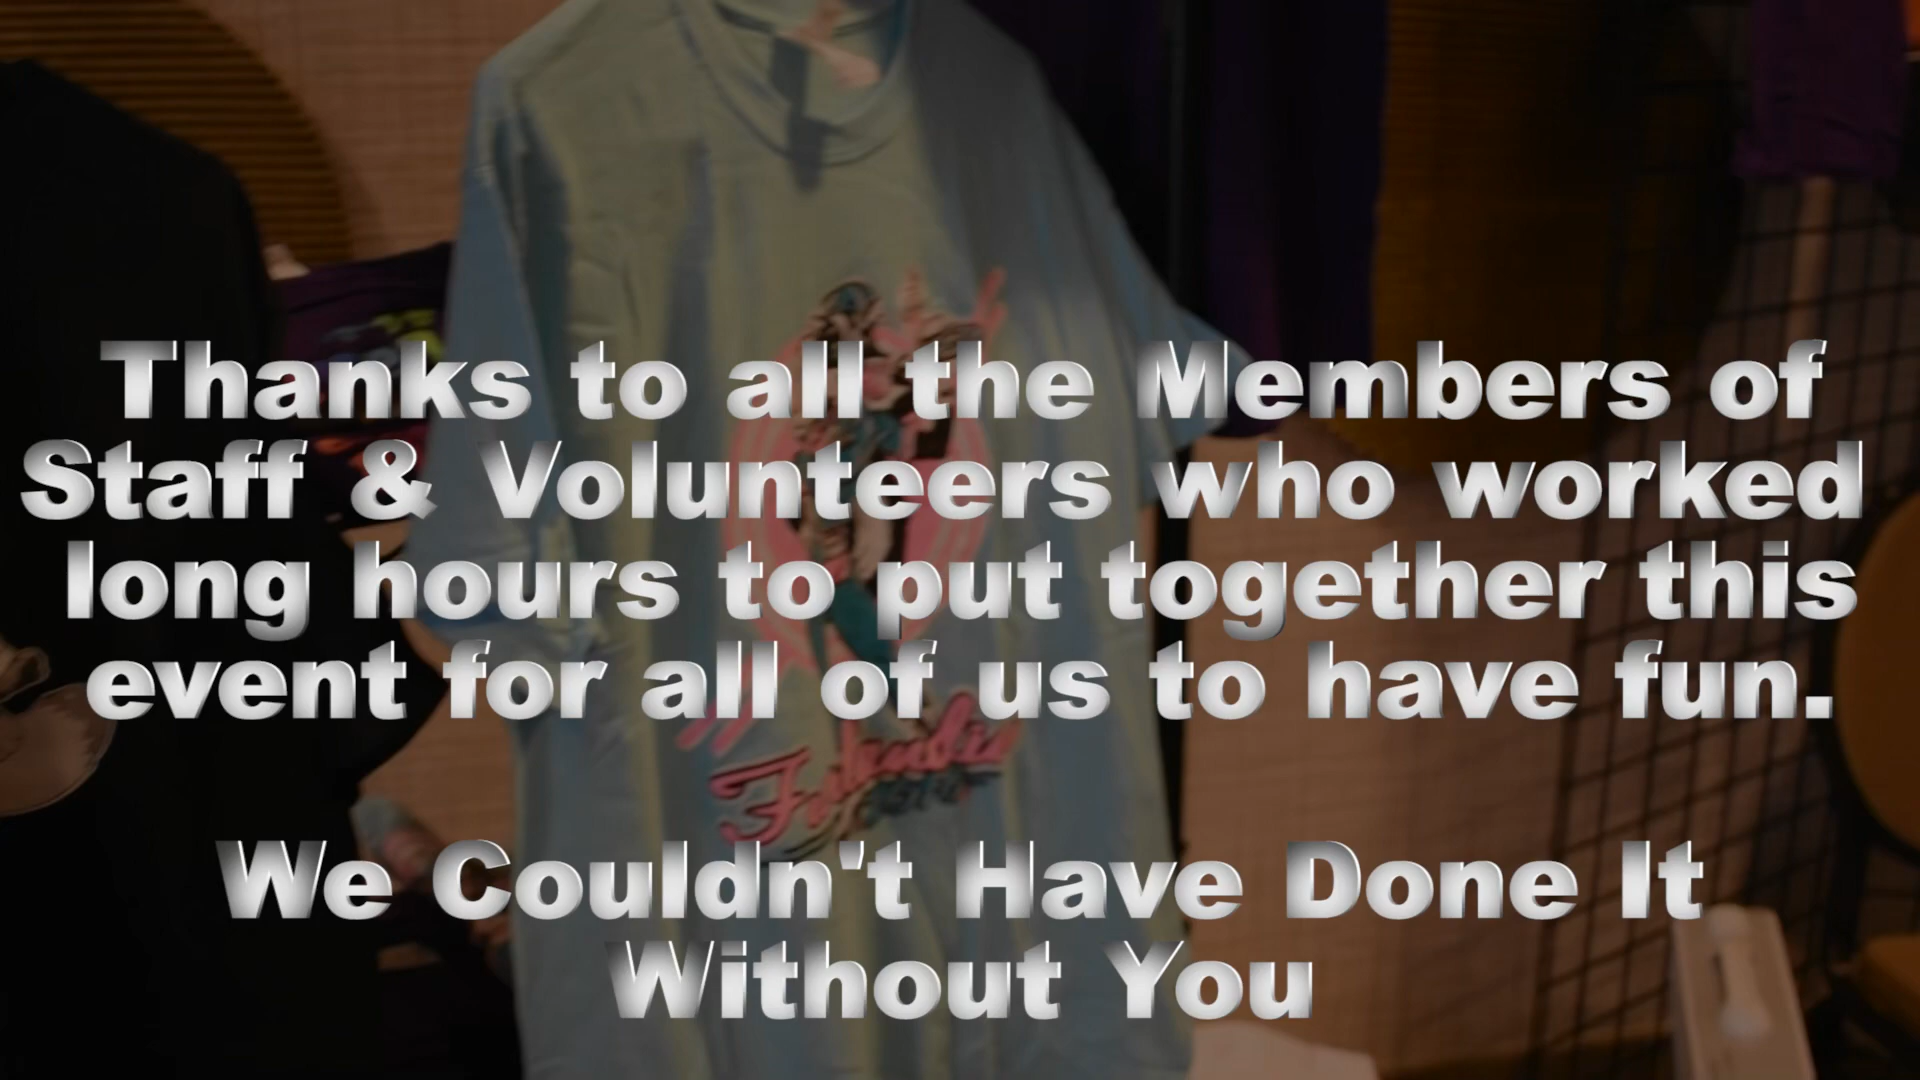 Thanks to all the Members of
Staff & Volunteers who worked
long hours to put together this
event for all of us to have fun.
We Couldn't Have Done It
Without You